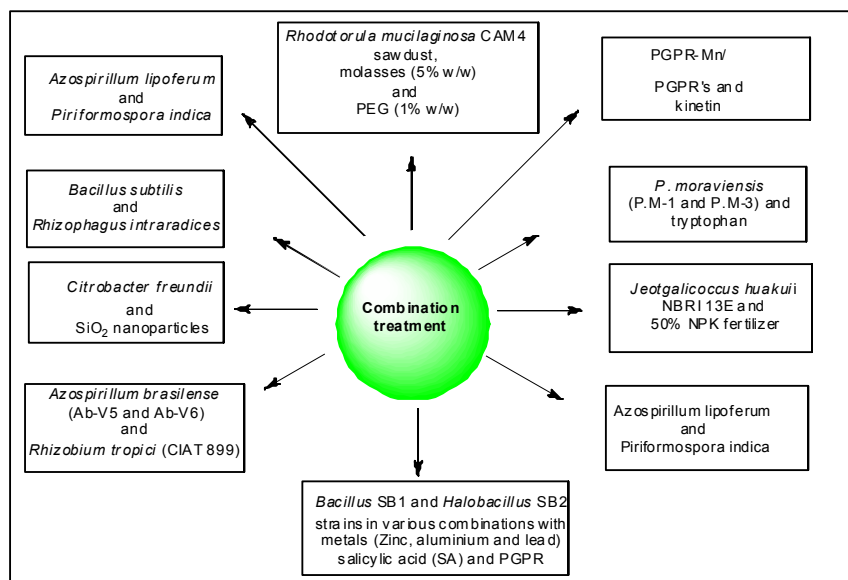 Rhodotorula mucilaginosa CAM4
sawdust,
molasses (5% w/w)
and
PEG (1% w/w)
PGPR-Mn/
PGPR's and
kinetin
Azospirillum lipoferum
and
Piriformospora indica
Bacillus subtilis
and
Rhizophagus intraradices
P. moraviensis
(P.M-1 and P.M-3) and
tryptophan
Citrobacter freundii
and
SiO2 nanoparticles
Combination
treatment
Jeotgalicoccus huakuii
NBRI 13E and
50% NPK fertilizer
Azospirillum brasilense
(Ab-V5 and Ab-V6)
and
Rhizobium tropici (CIAT 899)
Azospirillum lipoferum
and
Piriformospora indica
Bacillus SB1 and Halobacillus SB2
strains in various combinations with
metals (Zinc, aluminium and lead)
salicylic acid (SA) and PGPR